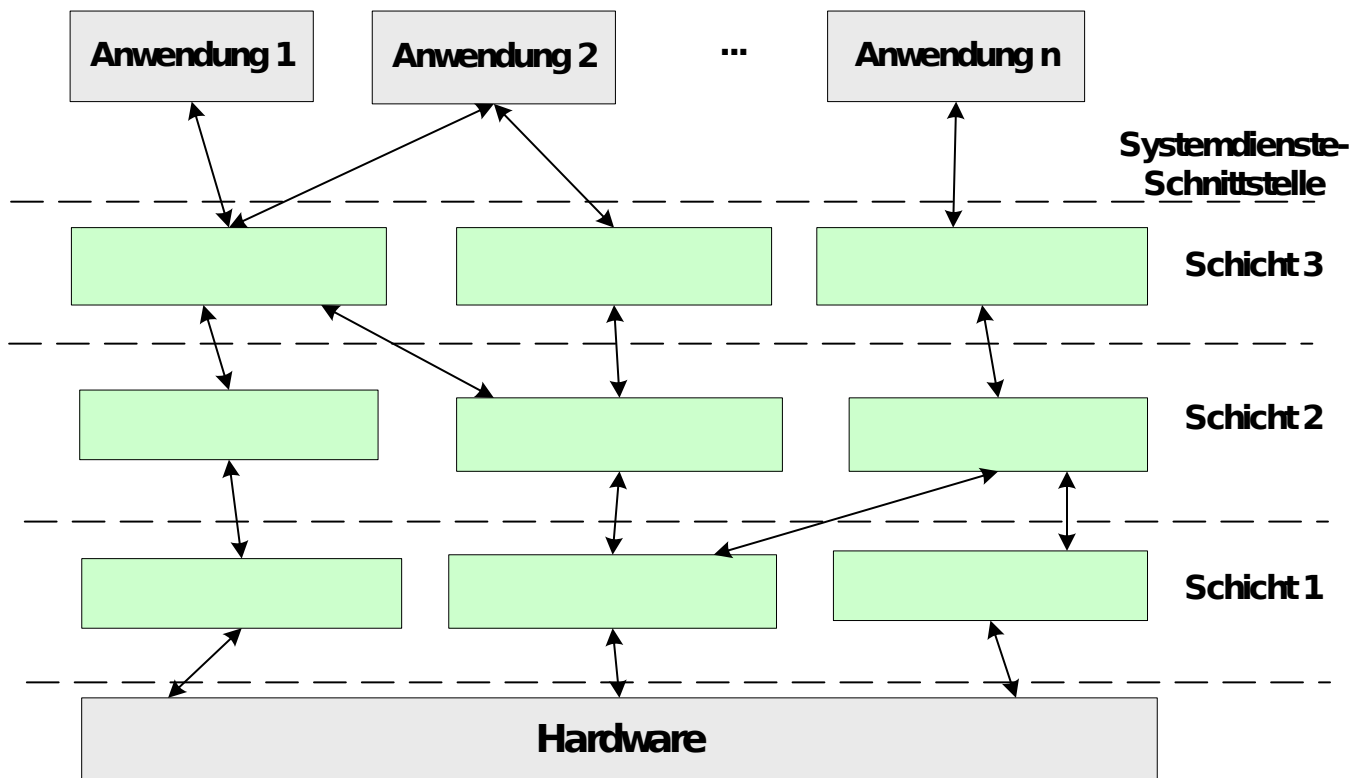 Anwendung 1
Anwendung 2
...
Anwendung n
Systemdienste-
Schnittstelle
Schicht 3
Schicht 2
Schicht 1
Hardware